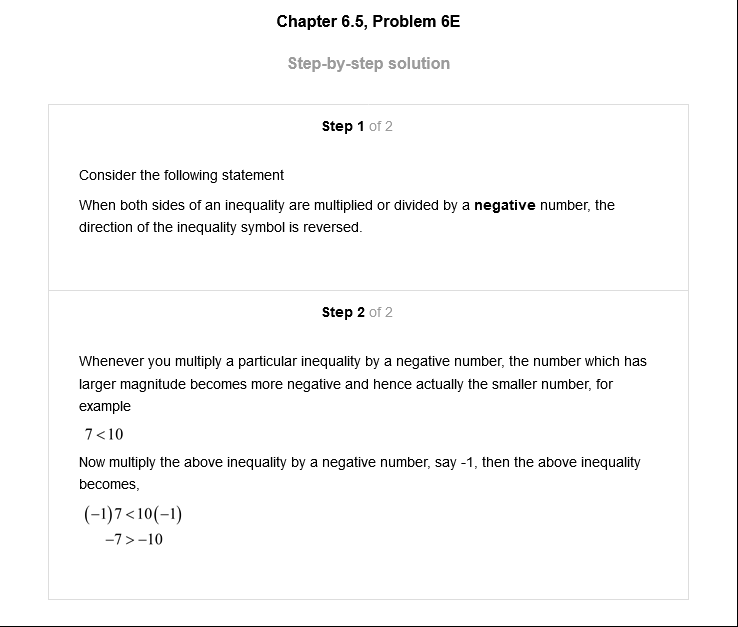 Chapter 6.5, Problem 6E
Step-by-step solution
Step 1 of 2
Consider the following statement
When both sides of an inequality are multiplied or divided by a negative number, the
direction of the inequality symbol is reversed.
Step 2 of 2
Whenever you multiply a particular inequality by a negative number, the number which has
larger magnitude becomes more negative and hence actually the smaller number, for
example
7 < 10
Now multiply the above inequality by a negative number, say -1, then the above inequality
becomes,
(−1)7 < 10(−1)
−7 > −10